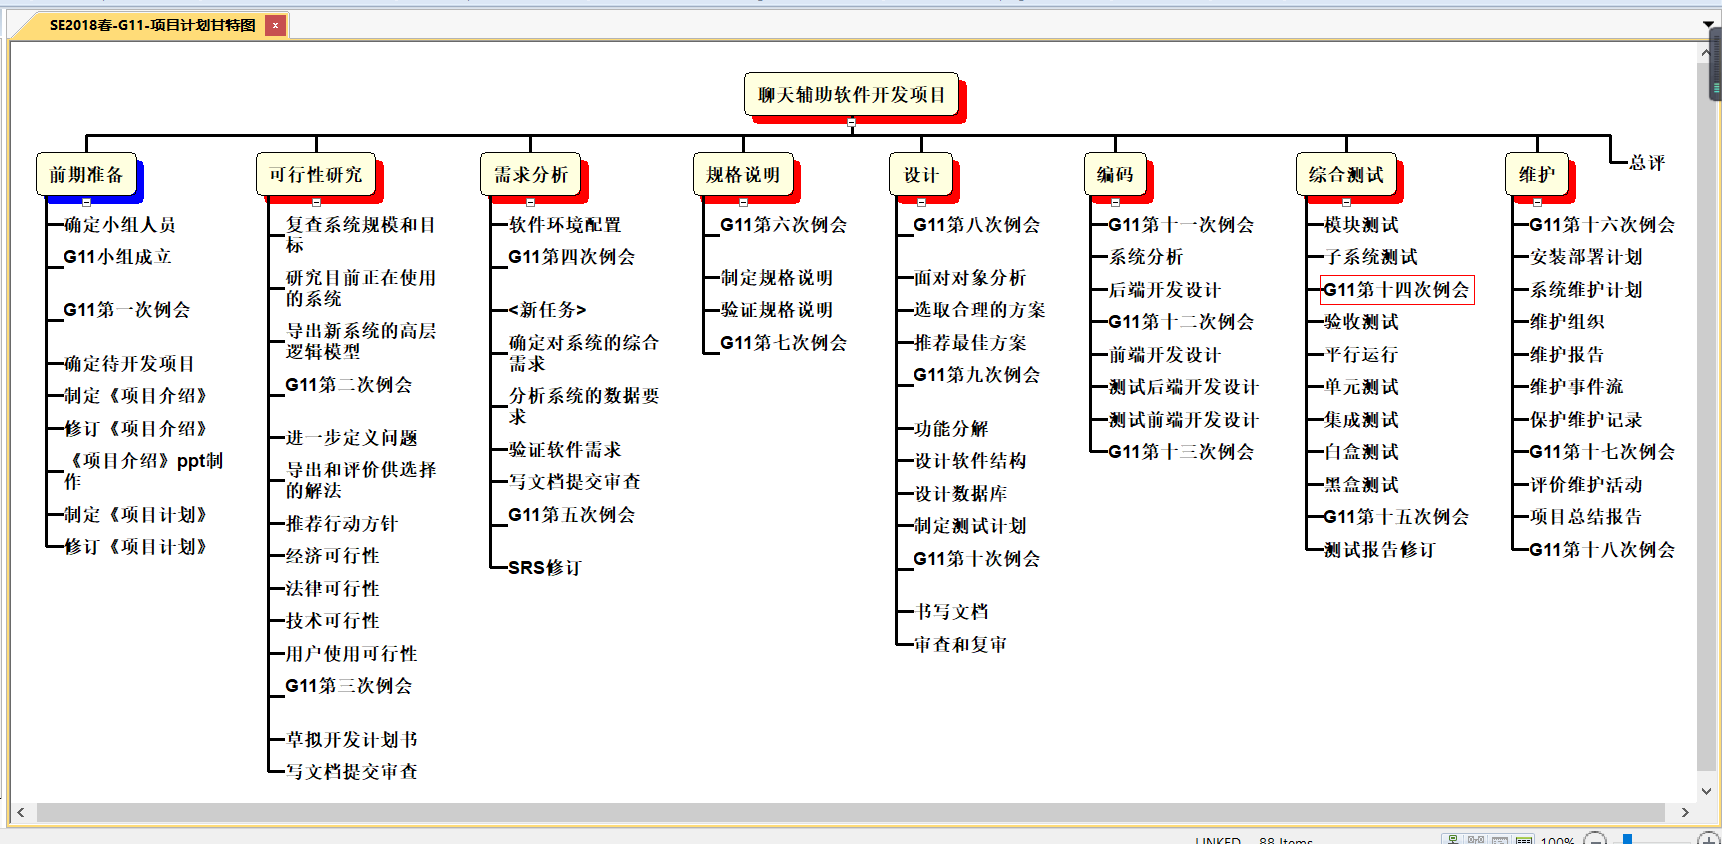 SE2018春-G11-项目计划甘特图
聊天辅助软件开发项目
前期准备
确定小组人员
G11小组成立
G11第一次例会
确定待开发项目
制定《项目介绍》
修订《项目介绍》
《项目介绍》ppt制
作
制定《项目计划》
修订《项目计划》
可行性研究
复查系统规模和目
标
研究目前正在使用
的系统
导出新系统的高层
逻辑模型
G11第二次例会
进一步定义问题
导出和评价供选择
的解法
推荐行动方针
经济可行性
法律可行性
技术可行性
用户使用可行性
G11第三次例会
草拟开发计划书
写文档提交审查
需求分析
软件环境配置
G11第四次例会
<新任务>
确定对系统的综合
需求
分析系统的数据要
求
验证软件需求
写文档提交审查
G11第五次例会
SRS修订
规格说明
G11第六次例会
制定规格说明
验证规格说明
G11第七次例会
设计
G11第八次例会
面对对象分析
选取合理的方案
推荐最佳方案
G11第九次例会
功能分解
设计软件结构
设计数据库
制定测试计划
G11第十次例会
书写文档
审查和复审
编码
G11第十一次例会
系统分析
后端开发设计
G11第十二次例会
前端开发设计
测试后端开发设计
测试前端开发设计
G11第十三次例会
综合测试
模块测试
子系统测试
G11第十四次例会
验收测试
平行运行
单元测试
集成测试
白盒测试
黑盒测试
G11第十五次例会
测试报告修订
维护
G11第十六次例会
安装部署计划
系统维护计划
维护组织
维护报告
维护事件流
保护维护记录
G11第十七次例会
评价维护活动
项目总结报告
G11第十八次例会
总评
LINKED
88 Items
100%